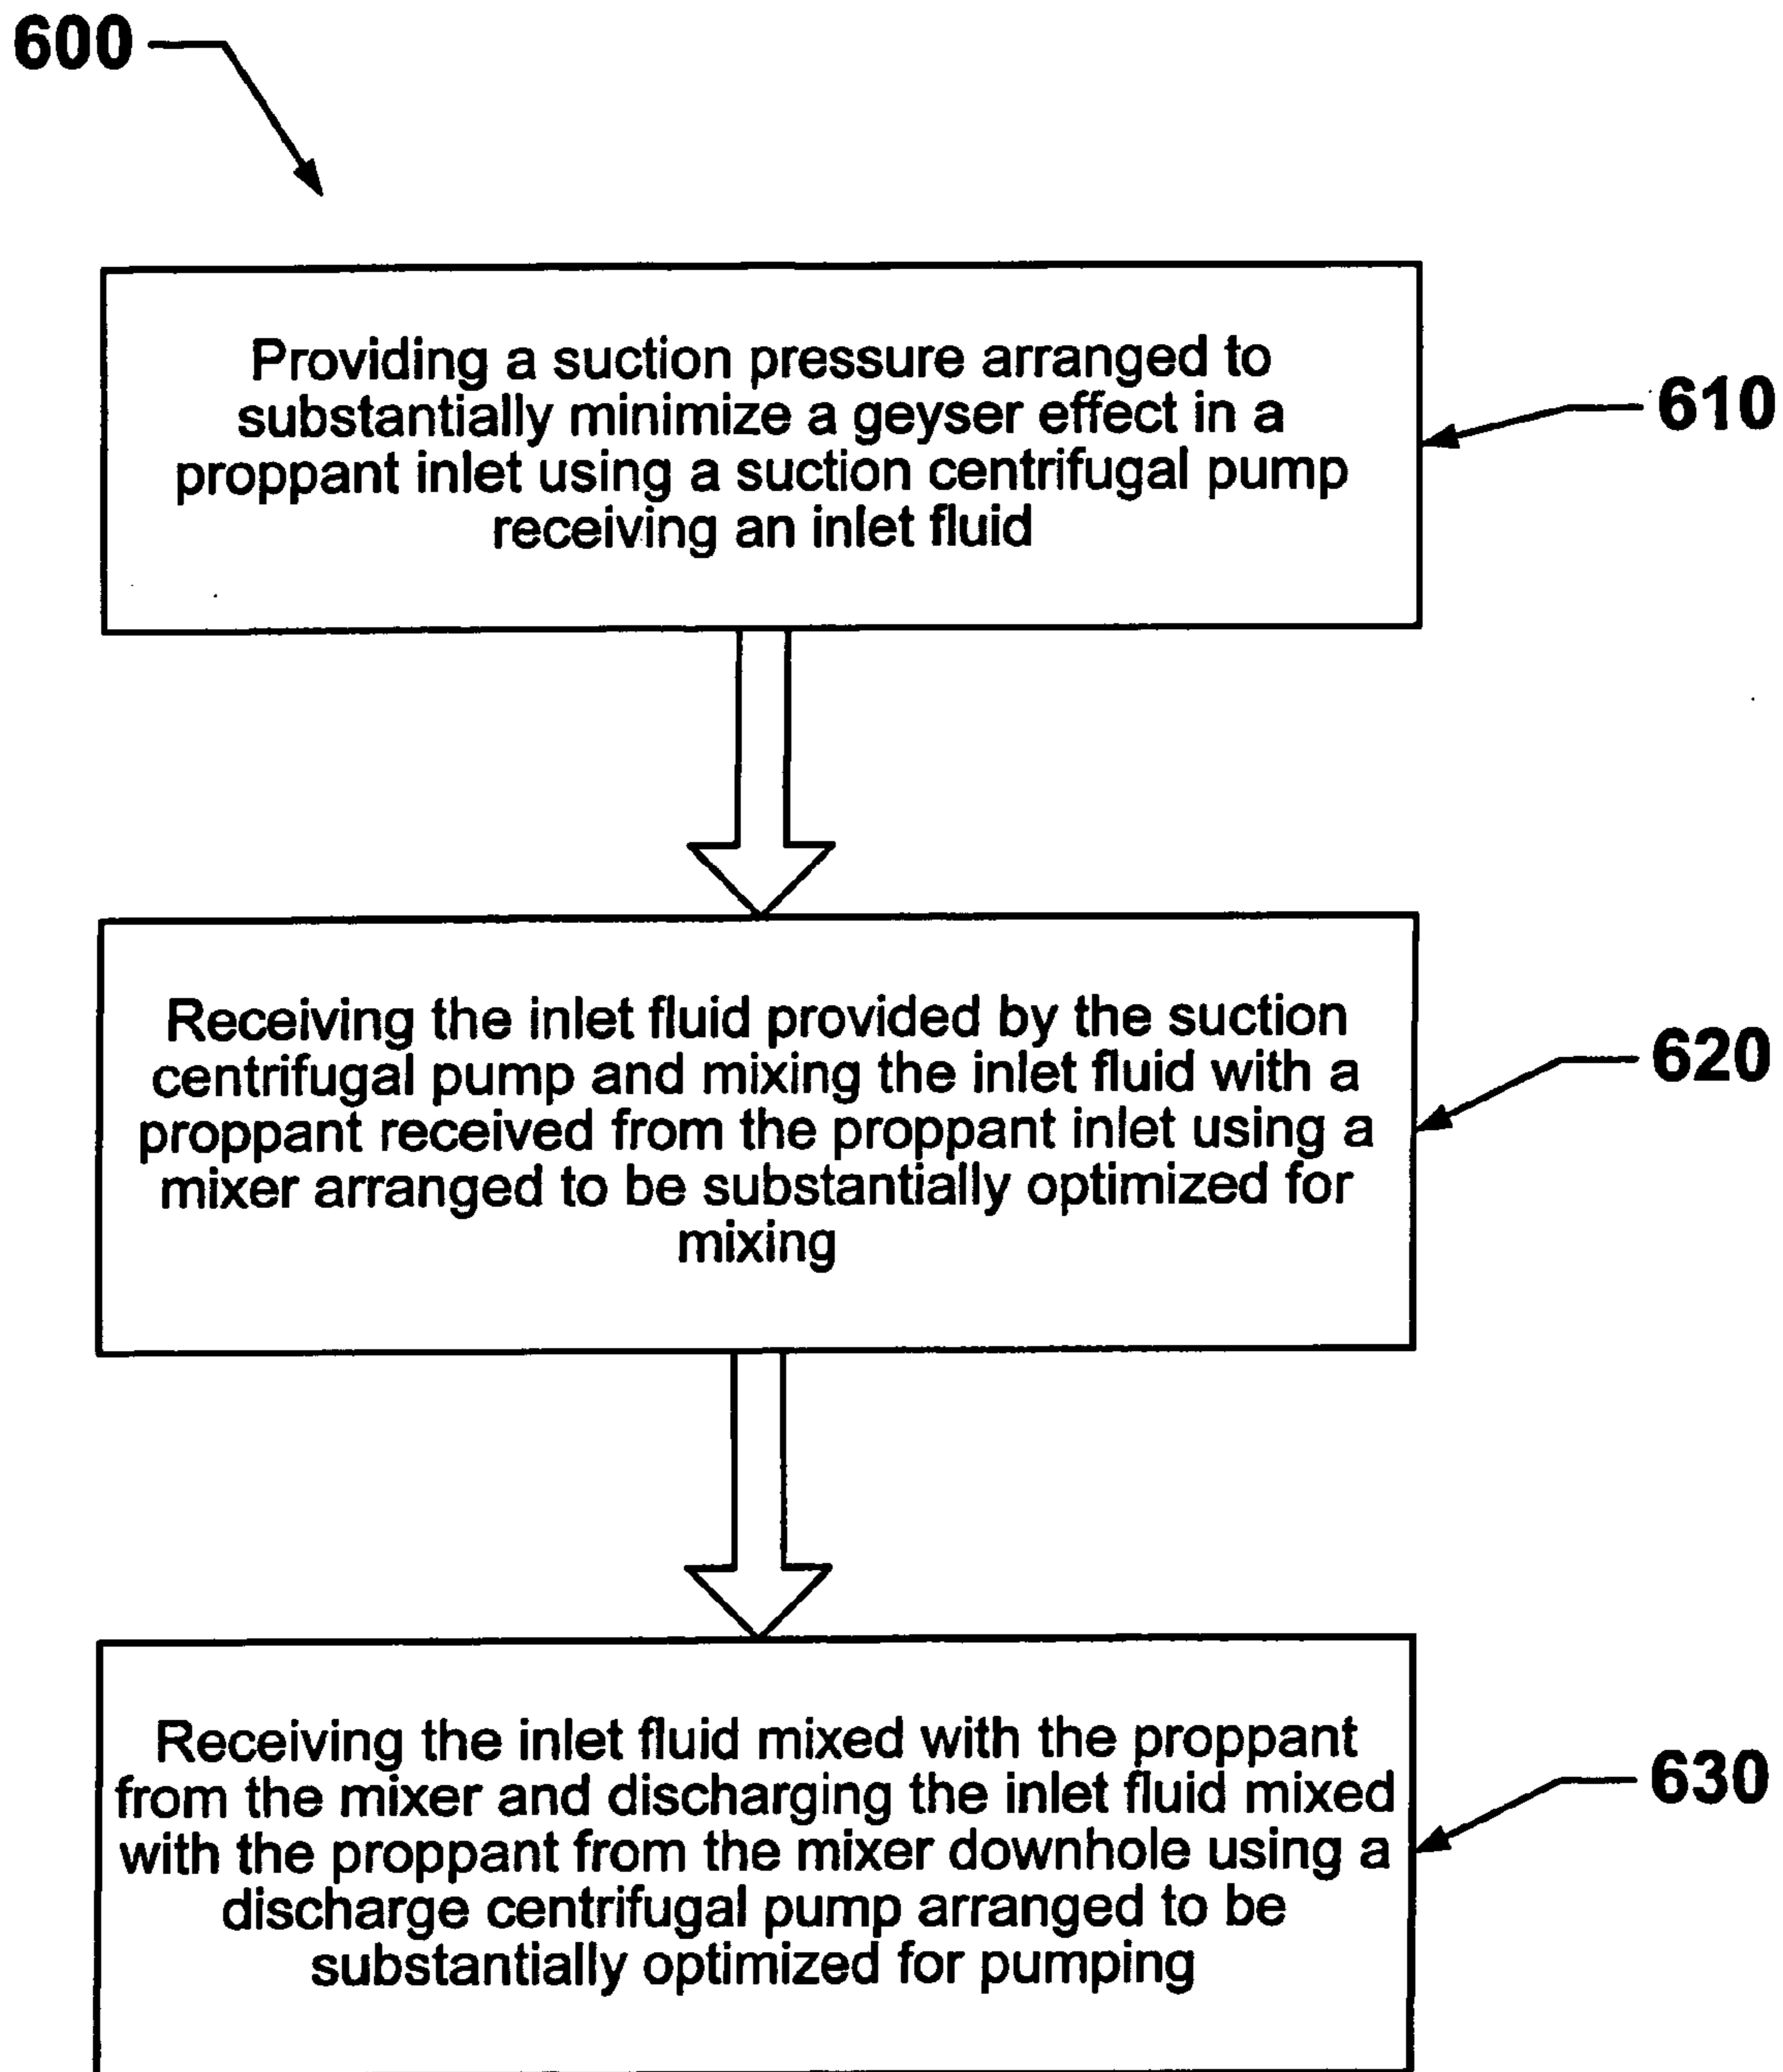 600
Providing a suction pressure arranged to
substantially minimize a geyser effect in a
proppant inlet using a suction centrifugal pump
receiving an inlet fluid
610
Receiving the inlet fluid provided by the suction
centrifugal pump and mixing the inlet fluid with a
proppant received from the proppant inlet using a
mixer arranged to be substantially optimized for
mixing
620
Receiving the inlet fluid mixed with the proppant
from the mixer and discharging the inlet fluid mixed
with the proppant from the mixer downhole using a
discharge centrifugal pump arranged to be
substantially optimized for pumping
630